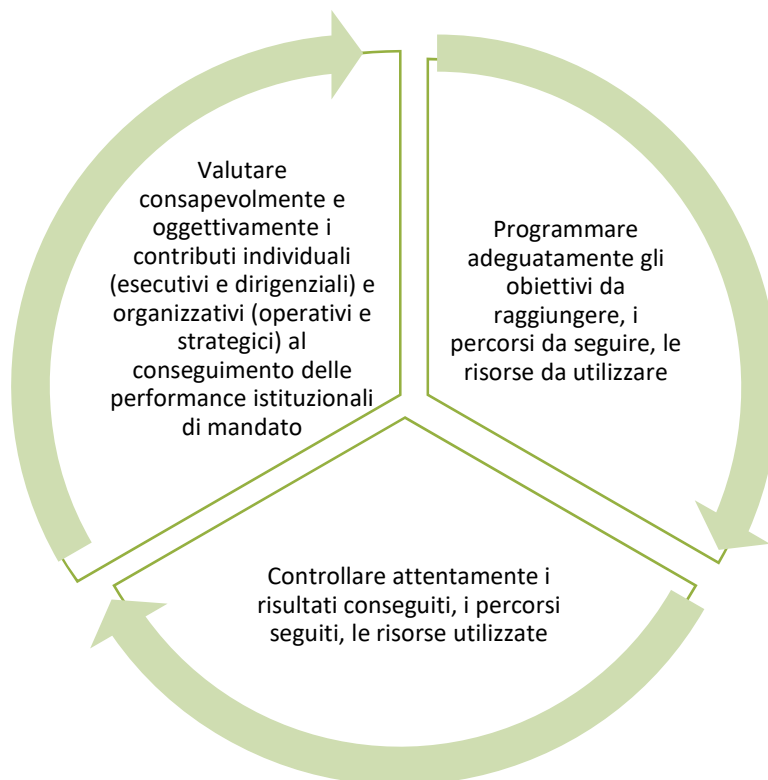 Valutare
consapevolmente e
oggettivamente i
contributi individuali
(esecutivi e dirigenziali) e
organizzativi (operativi e
strategici) al
conseguimento delle
performance istituzionali
di mandato
Programmare
adeguatamente gli
obiettivi da
raggiungere, i
percorsi da seguire, le
risorse da utilizzare
Controllare attentamente i
risultati conseguiti, i percorsi
seguiti, le risorse utilizzate